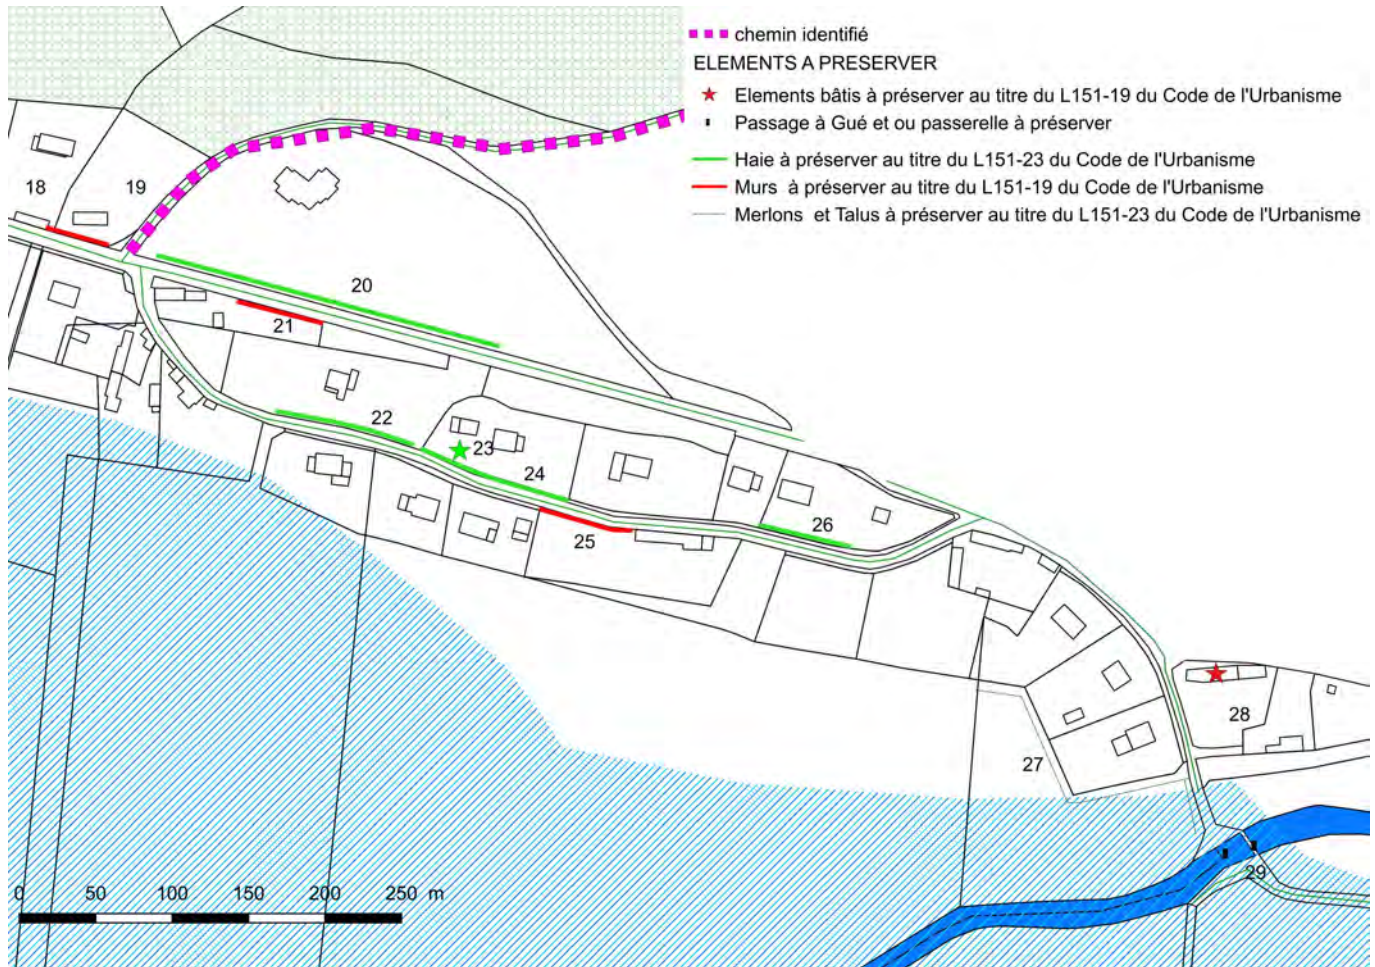 chemin identifié
ELEMENTS A PRESERVER
Elements bâtis à préserver au titre du L151-19 du Code de l'Urbanisme
Passage à Gué et ou passerelle à préserver
Haie à préserver au titre du L151-23 du Code de l'Urbanisme
Murs à préserver au titre du L151-19 du Code de l'Urbanisme
Merlons et Talus à préserver au titre du L151-23 du Code de l'Urbanisme
18
19
20
21
22
23
24
25
26
27
28
29
0 50 100 150 200 250 m